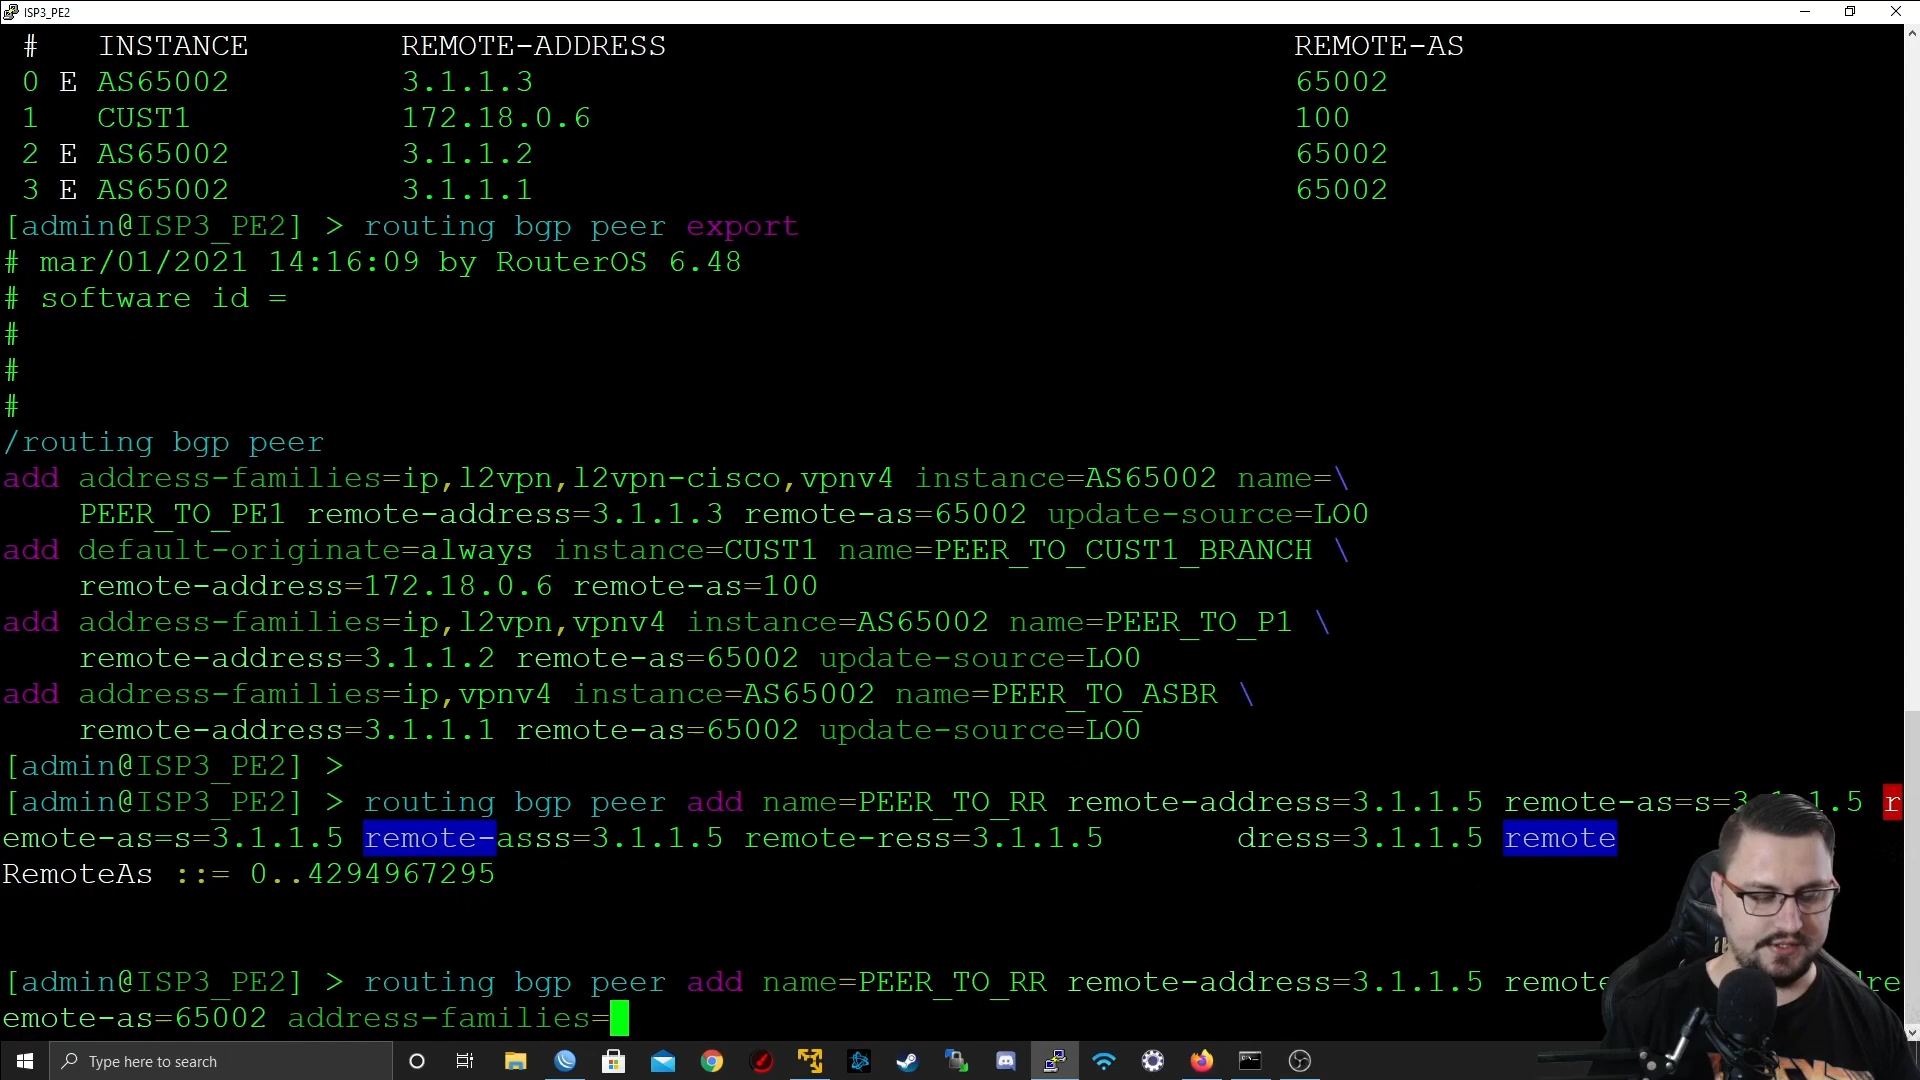 ISP3_PE2
# INSTANCE REMOTE-ADDRESS REMOTE-AS
0 E AS65002 3.1.1.3 65002
1 CUST1 172.18.0.6 100
2 E AS65002 3.1.1.2 65002
3 E AS65002 3.1.1.1 65002
[admin@ISP3_PE2] > routing bgp peer export
# mar/01/2021 14:16:09 by RouterOS 6.48
# software id =
#
#
#
/routing bgp peer
add address-families=ip,l2vpn,l2vpn-cisco,vpnv4 instance=AS65002 name=\
PEER_TO_PE1 remote-address=3.1.1.3 remote-as=65002 update-source=LO0
add default-originate=always instance=CUST1 name=PEER_TO_CUST1_BRANCH \
remote-address=172.18.0.6 remote-as=100
add address-families=ip,l2vpn,vpnv4 instance=AS65002 name=PEER_TO_P1 \
remote-address=3.1.1.2 remote-as=65002 update-source=LO0
add address-families=ip,vpnv4 instance=AS65002 name=PEER_TO_ASBR \
remote-address=3.1.1.1 remote-as=65002 update-source=LO0
[admin@ISP3_PE2] >
[admin@ISP3_PE2] > routing bgp peer add name=PEER_TO_RR remote-address=3.1.1.5 remote-as=s=3.1.1.5 r
emote-as=s=3.1.1.5 remote-asss=3.1.1.5 remote-ress=3.1.1.5 dress=3.1.1.5 remote
RemoteAs ::= 0..4294967295
[admin@ISP3_PE2] > routing bgp peer add name=PEER_TO_RR remote-address=3.1.1.5 remote re
emote-as=65002 address-families=
Type here to search